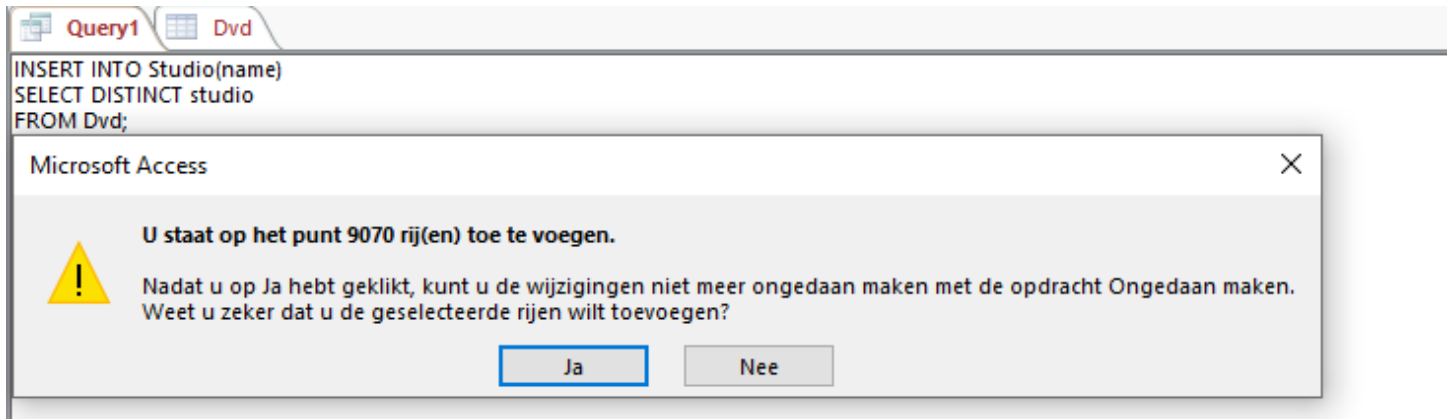 Query1 Dvd
INSERT INTO Studio(name)
SELECT DISTINCT studio
FROM Dvd;
Microsoft Access
U staat op het punt 9070 rij(en) toe te voegen.
Nadat u op Ja hebt geklikt, kunt u de wijzigingen niet meer ongedaan maken met de opdracht Ongedaan maken.
Weet u zeker dat u de geselecteerde rijen wilt toevoegen?
Ja Nee